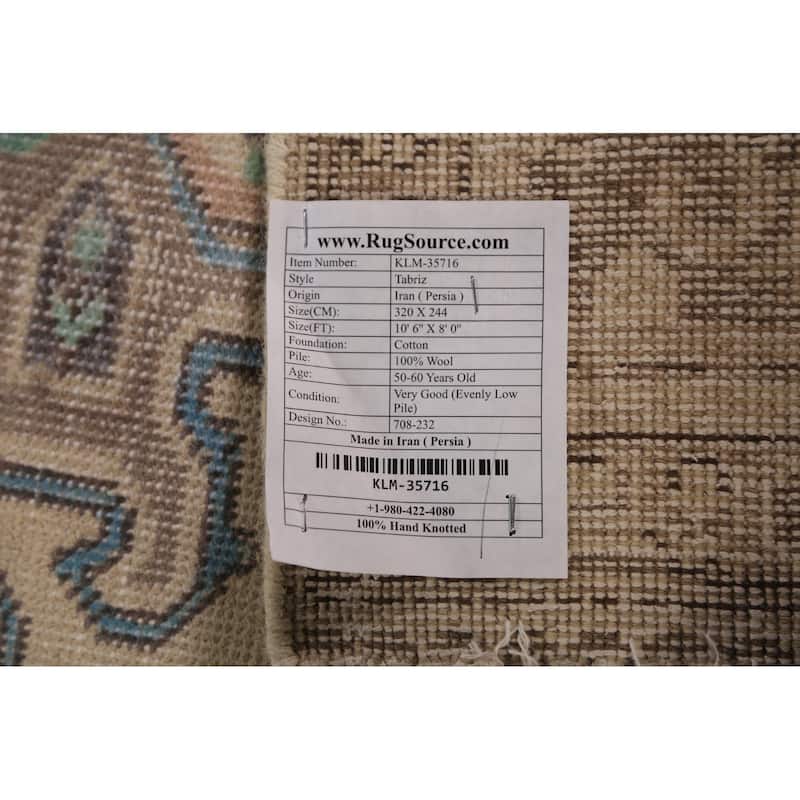 www.RugSource.com
Item Number: KLM-35716
Style Tabriz
Origin Iran ( Persia )
Size(CM): 320 X 244
Size(FT): 10' 6" X 8' 0"
Foundation: Cotton
Pile: 100% Wool
Age: 50-60 Years Old
Condition: Very Good (Evenly Low
Pile)
Design No.: 708-232
Made in Iran ( Persia )
KLM-35716
+1-980-422-4080
100% Hand Knotted